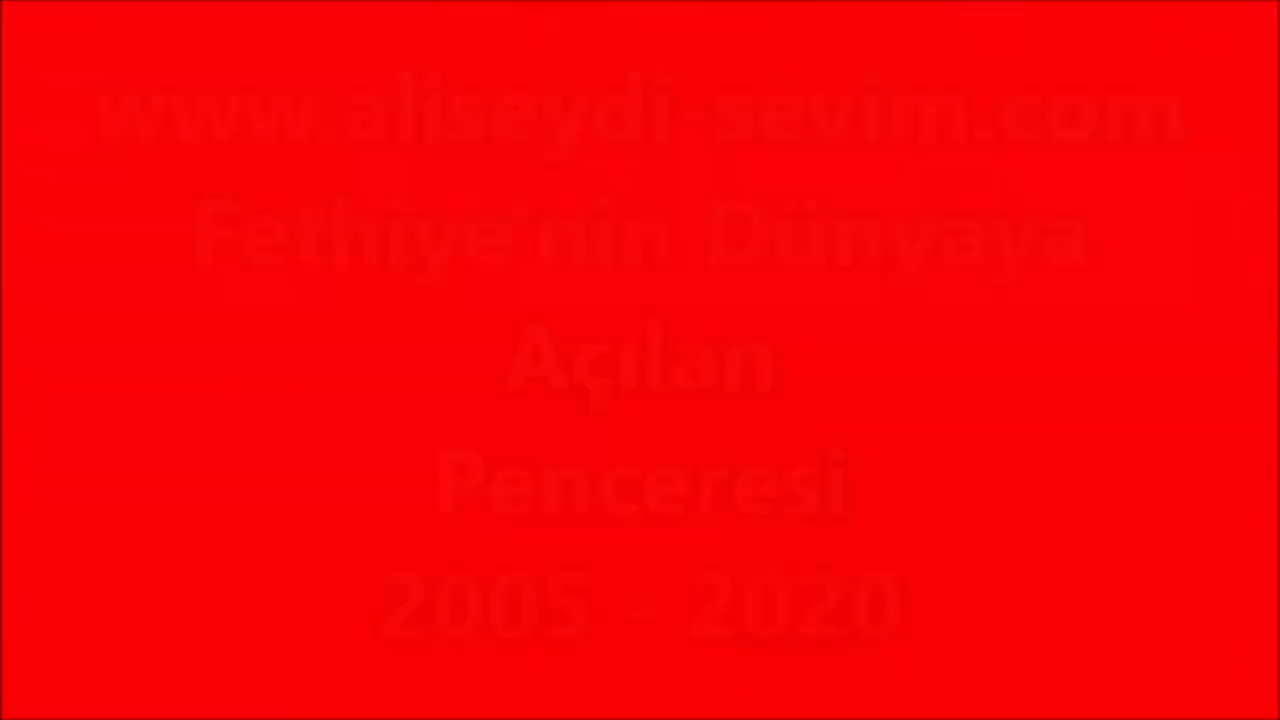 www.aliseydi-sevim.com
Fethiye'nin Dünyaya
Açılan
Penceresi
2005 - 2020